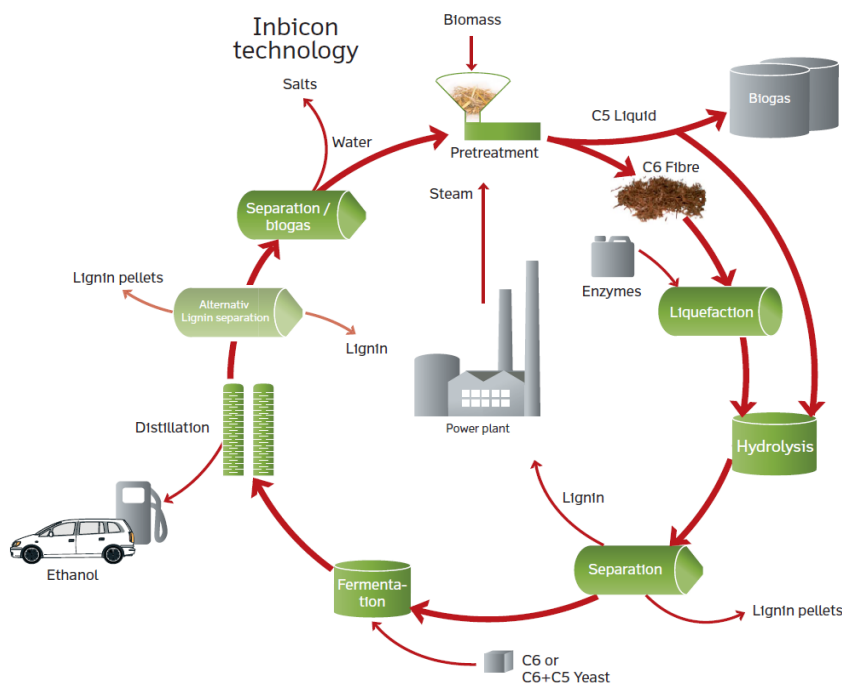 Inbicon
technology
Biomass
Salts
Water
Pretreatment
C5 Liquid
Biogas
C6 Fibre
Steam
Separation /
biogas
Enzymes
Liquefaction
Lignin pellets
Alternativ
Lignin separation
Lignin
Power plant
Distillation
Hydrolysis
Lignin
Separation
Ethanol
Fermenta-
tion
Lignin pellets
C6 or
C6+C5 Yeast